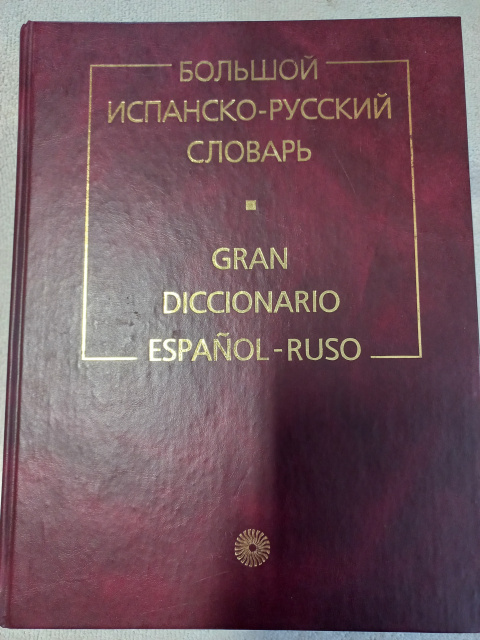 БОЛЬШОЙ
ИСПАНСКО-РУССКИЙ
СЛОВАРЬ
GRAN
DICCIONARIO
ESPAÑOL-RUSO